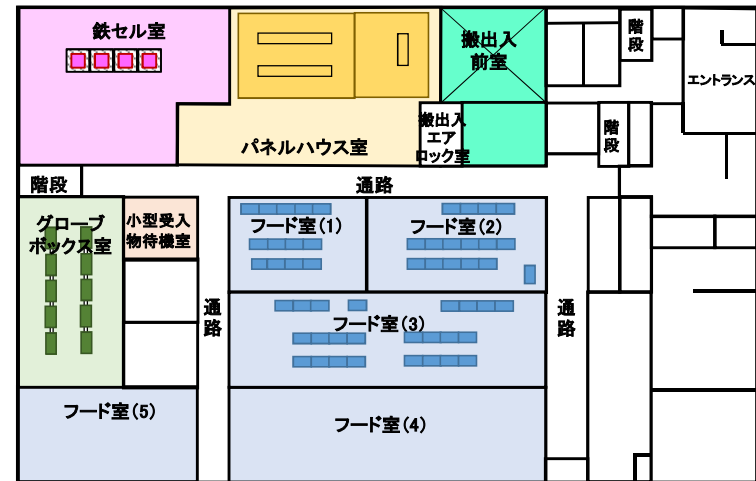 鉄セル室
搬出入
前室
階
段
エントランス
パネルハウス室
搬出入
エア
ロック室
階
段
階段
通路
グローブ
ボックス室
小型受入
物待機室
フード室(1)
フード室(2)
通
路
フード室(3)
通
路
フード室(5)
フード室(4)